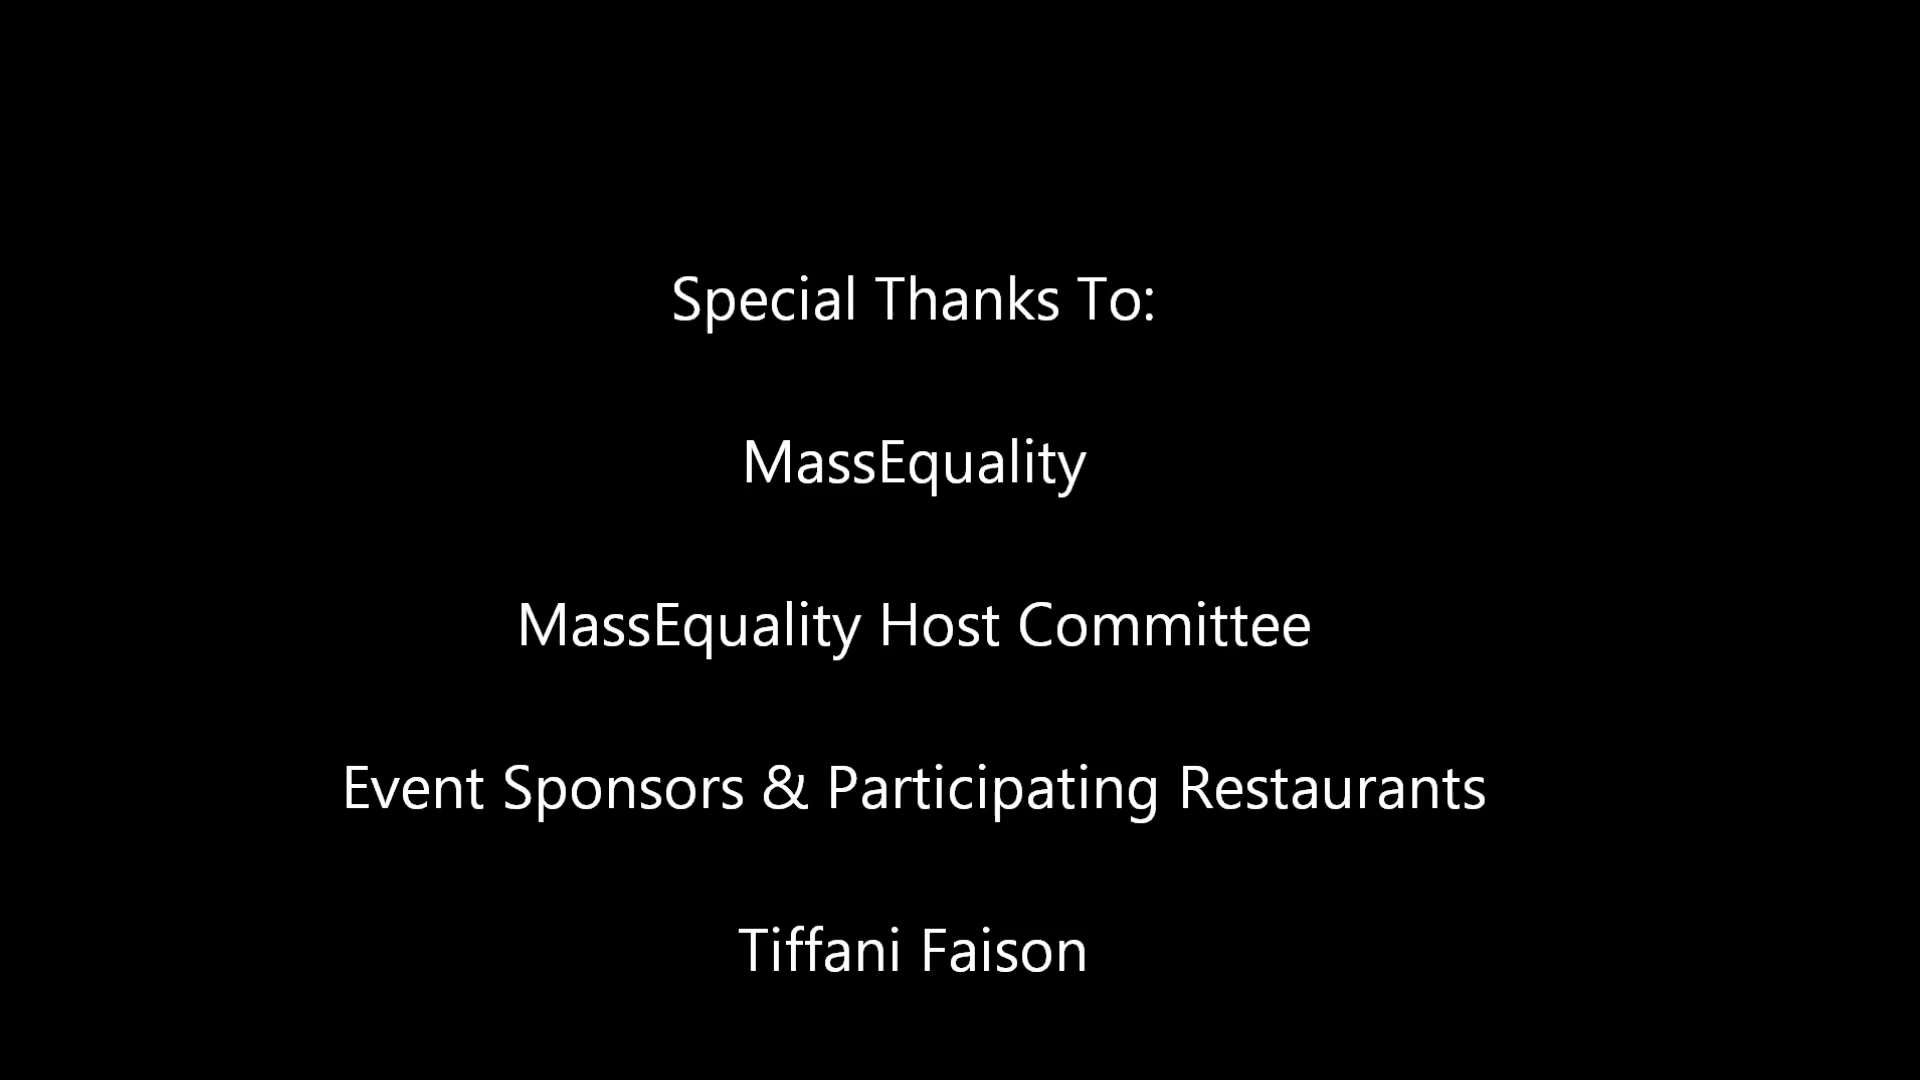 Special Thanks To:
MassEquality
MassEquality Host Committee
Event Sponsors & Participating Restaurants
Tiffani Faison